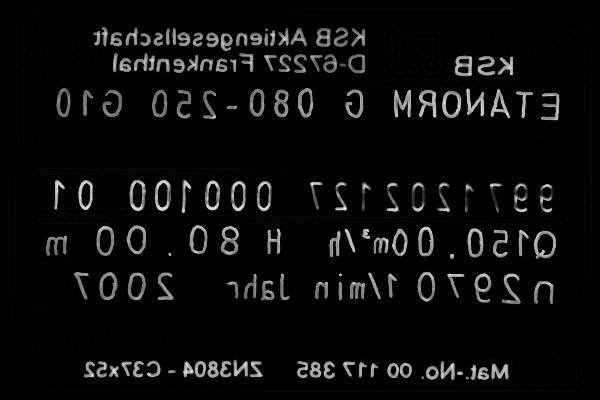 KSB Aktiengesellschaft
KSB D-67227 Frankenthal
ETANORM G 080-250 G10
9971202127 000100 01
Q150.00m³/h H 80.00 m
n2970 1/min Jahr 2007
Mat.-No. 00 117 385 ZN3804 - C37x52